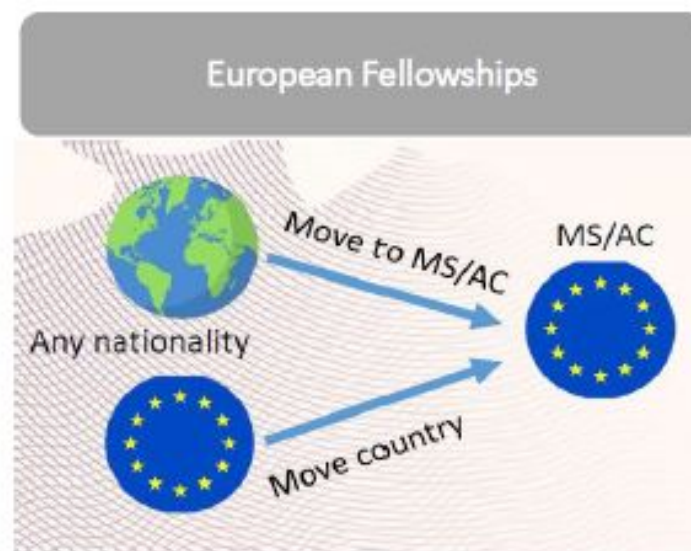 European Fellowships
Move to MS/AC
MS/AC
Any nationality
Move country